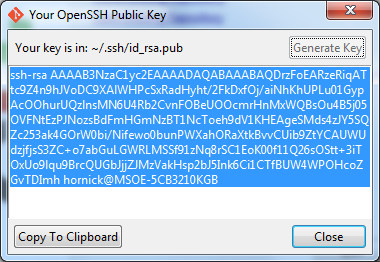 Your OpenSSH Public Key
Your key is in: ~/.ssh/id_rsa.pub
Generate Key
ssh-rsa AAAAB3NzaC1yc2EAAAADAQABAAABAQDrzFoEARzeRiqAT
tc9Z4n9hJVoDC9XAIWHPcSxRadHyht/2FkDxfOj/aiNhKhUPLu01Gyp
AcOOhurUQzInsMN6U4Rb2CvnFOBeUOOcmrHnMxWQBsOu4B5j05
OVFNtEzPJNozsBdFmHGmNzBT1NcToeh9dV1KHEAgeSMds4zJY5SQ
Zc253ak4GOrW0bi/Nifewo0bunPWXahORaXtkBvvCUib9ZtYCAUWU
dzjfjsS3ZC+o7abGuLGWRLMSSf91zNq8rSC1EoK00f11Q26sOStt+3iT
OxUo9Iqu9BrcQUGbJjjZJMzVakHsp2bJ5Ink6Ci1CTfBUW4WPOHcoZ
GvTDImh hornick@MSOE-5CB3210KGB
Copy To Clipboard
Close